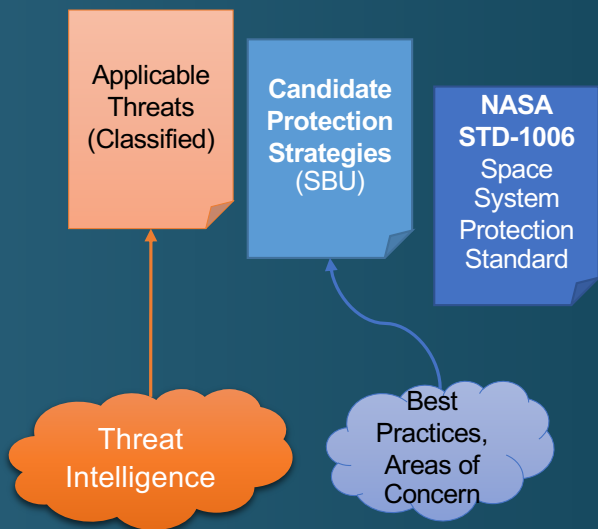 Applicable
Threats
(Classified)
Candidate
Protection
Strategies
(SBU)
NASA
STD-1006
Space
System
Protection
Standard
Threat
Intelligence
Best
Practices,
Areas of
Concern